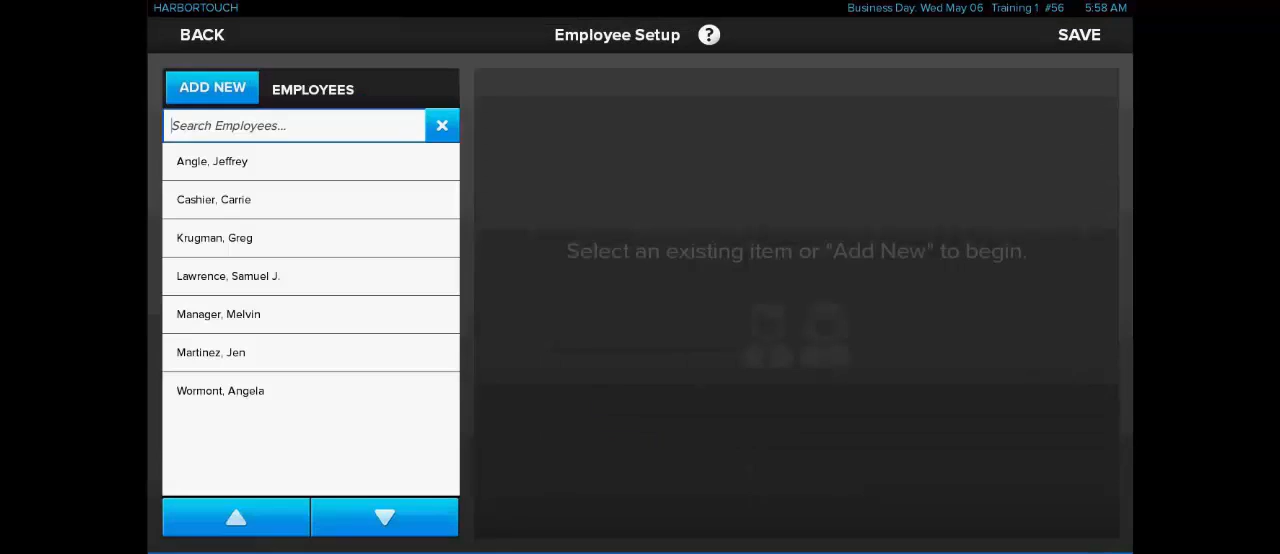 HARBORTOUCH
Business Day: Wed May 06 Training 1 #56 5:58 AM
BACK
Employee Setup ?
SAVE
ADD NEW
EMPLOYEES
Search Employees...
Angle, Jeffrey
Cashier, Carrie
Krugman, Greg
Lawrence, Samuel J.
Manager, Melvin
Martinez, Jen
Wormont, Angela
Select an existing item or "Add New" to begin.